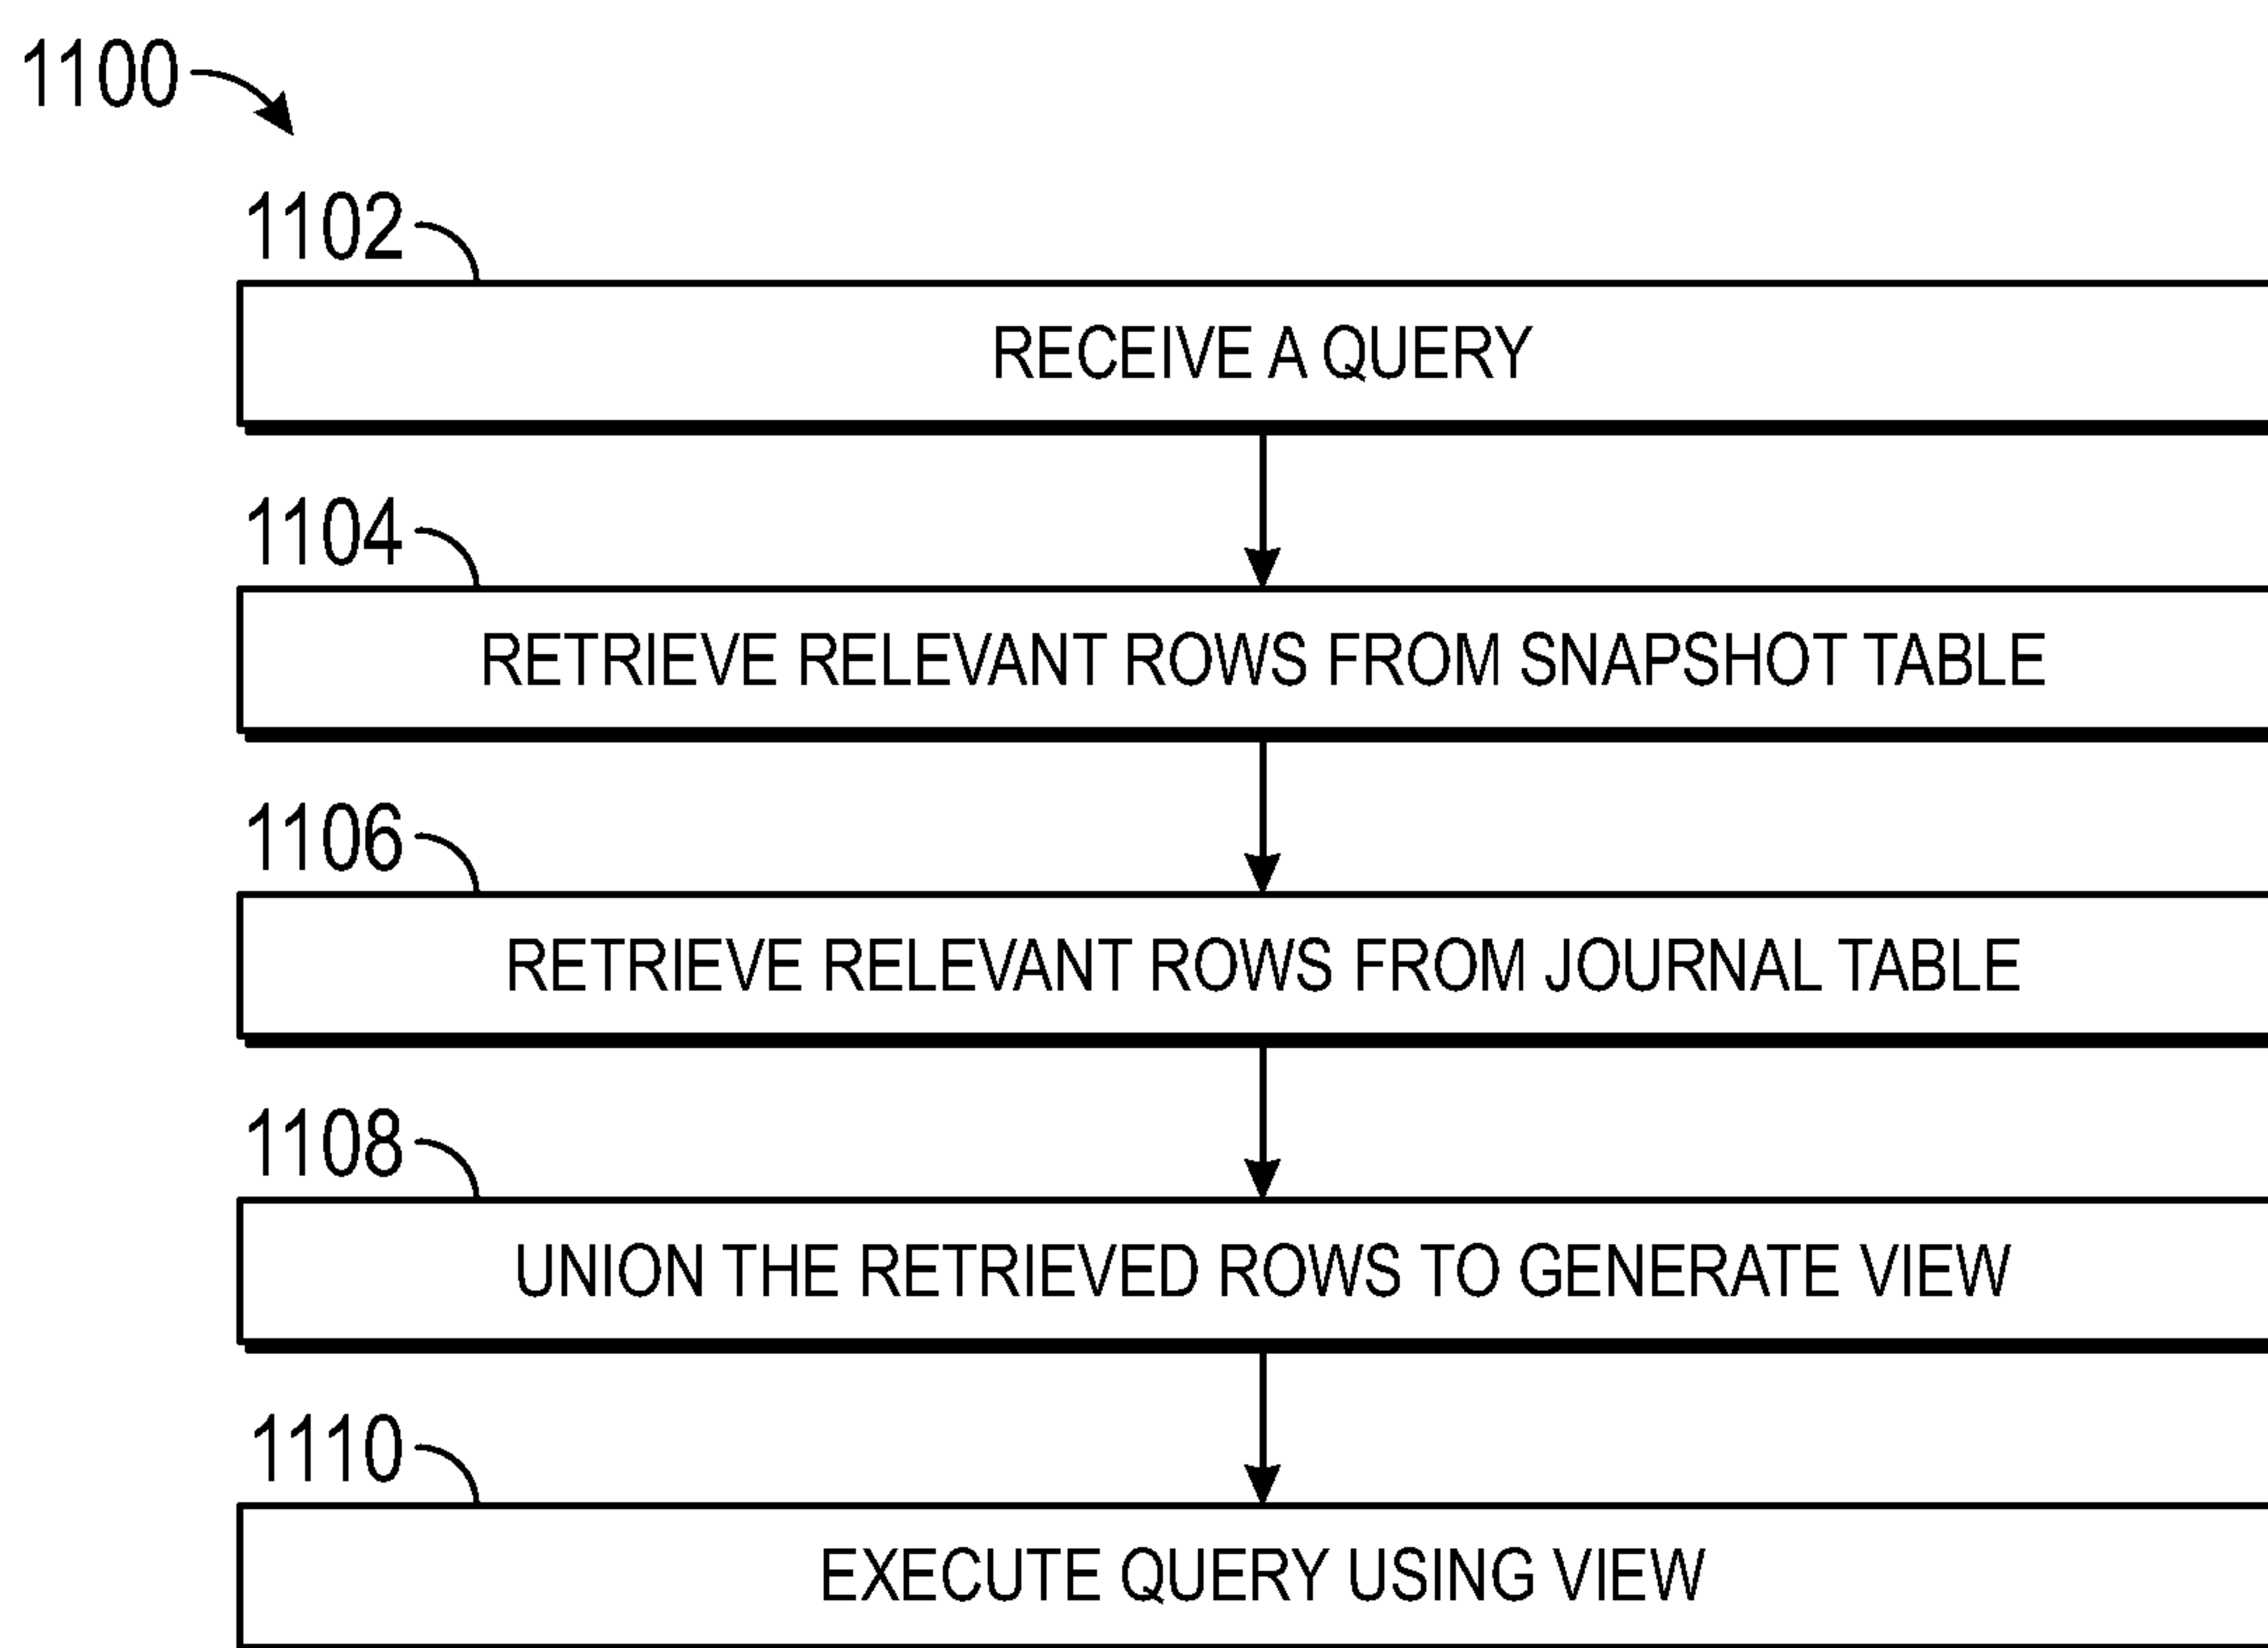 1100
1102
RECEIVE A QUERY
1104
RETRIEVE RELEVANT ROWS FROM SNAPSHOT TABLE
1106
RETRIEVE RELEVANT ROWS FROM JOURNAL TABLE
1108
UNION THE RETRIEVED ROWS TO GENERATE VIEW
1110
EXECUTE QUERY USING VIEW